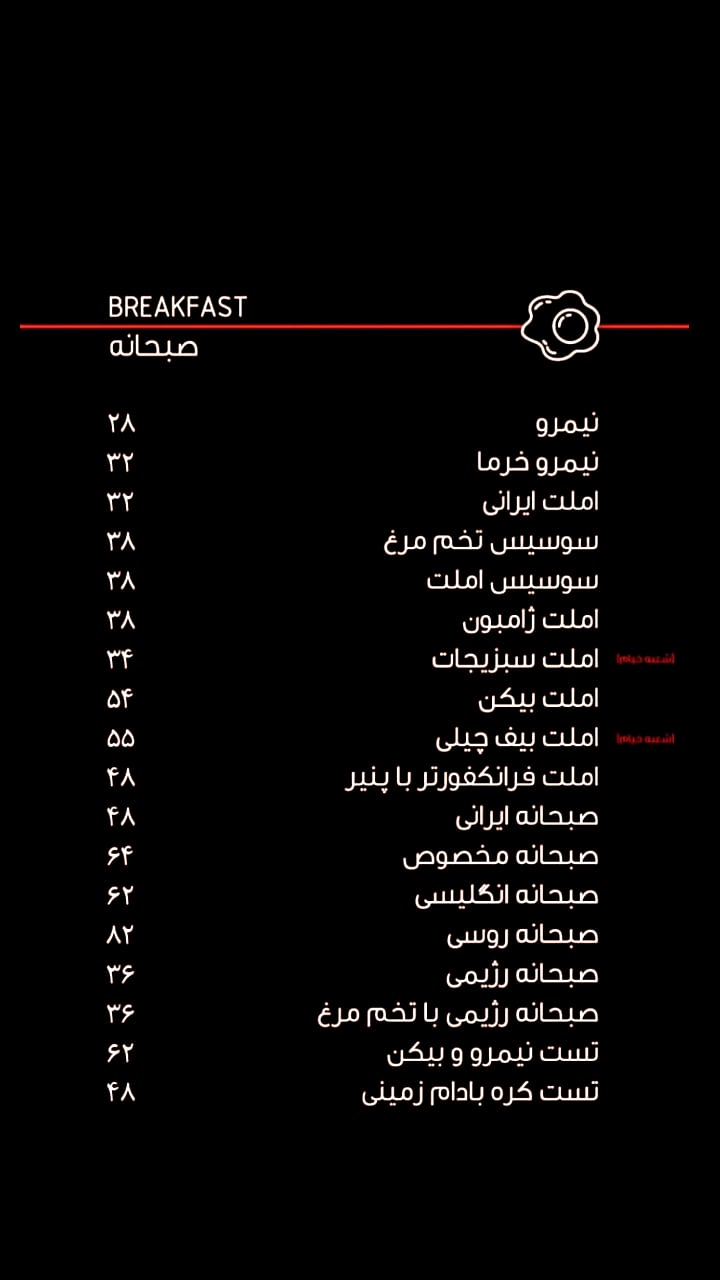 BREAKFAST
صبحانه
نیمرو ۲۸
نیمرو خرما ۳۲
املت ایرانی ۳۲
سوسیس تخم مرغ ۳۸
سوسیس املت ۳۸
املت ژامبون ۳۸
(شعبه خیام) املت سبزیجات ۳۴
املت بیکن ۵۴
(شعبه خیام) املت بیف چیلی ۵۵
املت فرانکفورتر با پنیر ۴۸
صبحانه ایرانی ۴۸
صبحانه مخصوص ۶۴
صبحانه انگلیسی ۶۲
صبحانه روسی ۸۲
صبحانه رژیمی ۳۶
صبحانه رژیمی با تخم مرغ ۳۶
تست نیمرو و بیکن ۶۲
تست کره بادام زمینی ۴۸